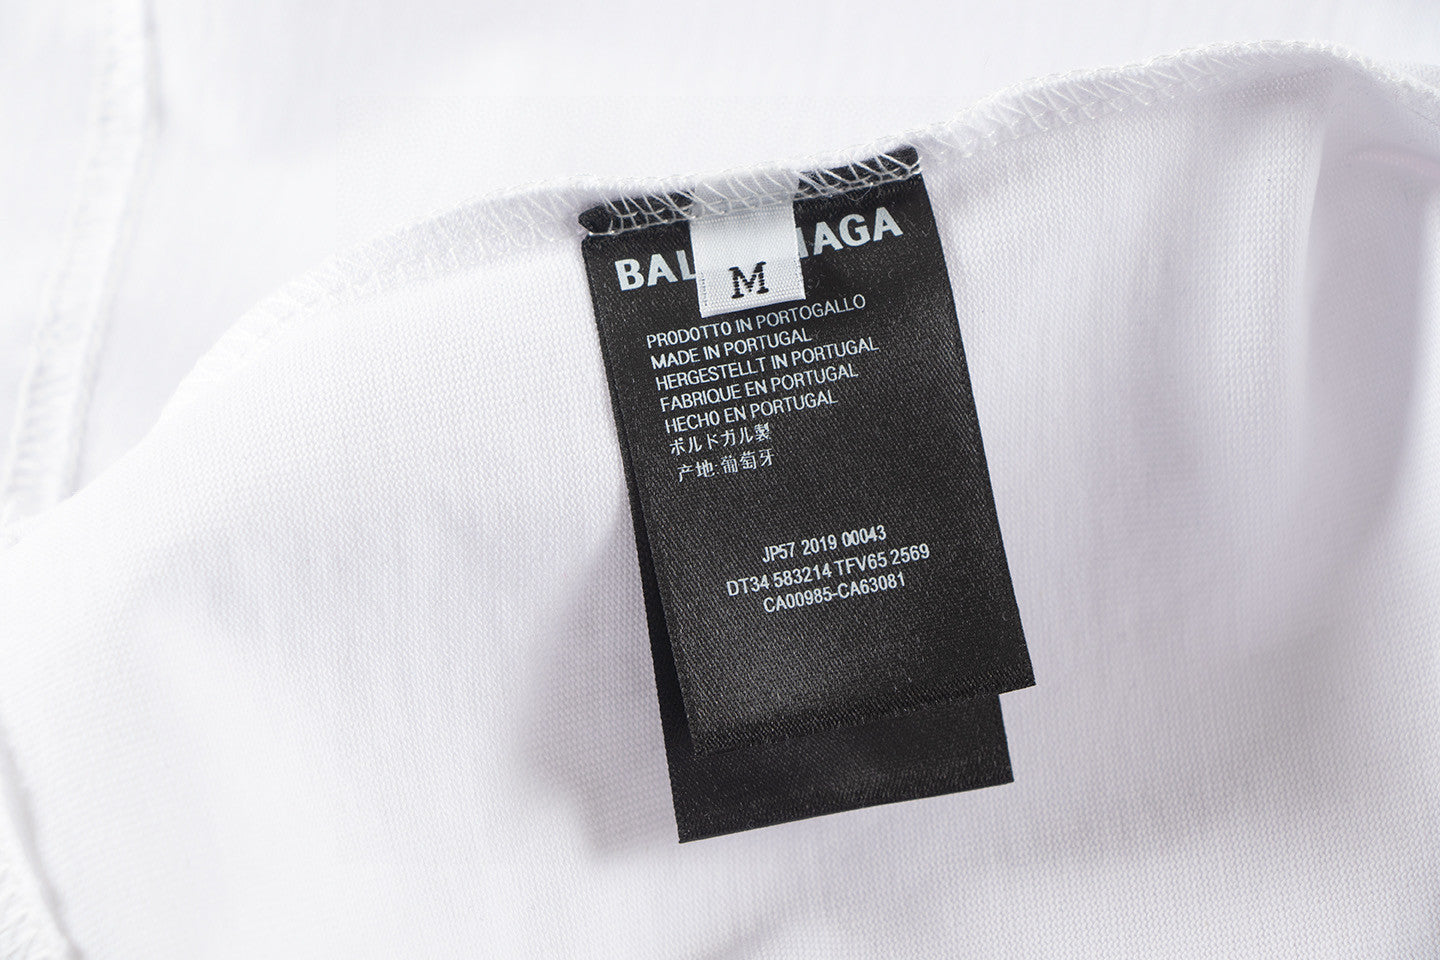 BAL IAGA
M
PRODOTTO IN PORTOGALLO
MADE IN PORTUGAL
HERGESTELLT IN PORTUGAL
FABRIQUE EN PORTUGAL
HECHO EN PORTUGAL
ポルトガル製
产地:葡萄牙
JP57 2019 00043
DT34 583214 TFV65 2569
CA00985-CA63081